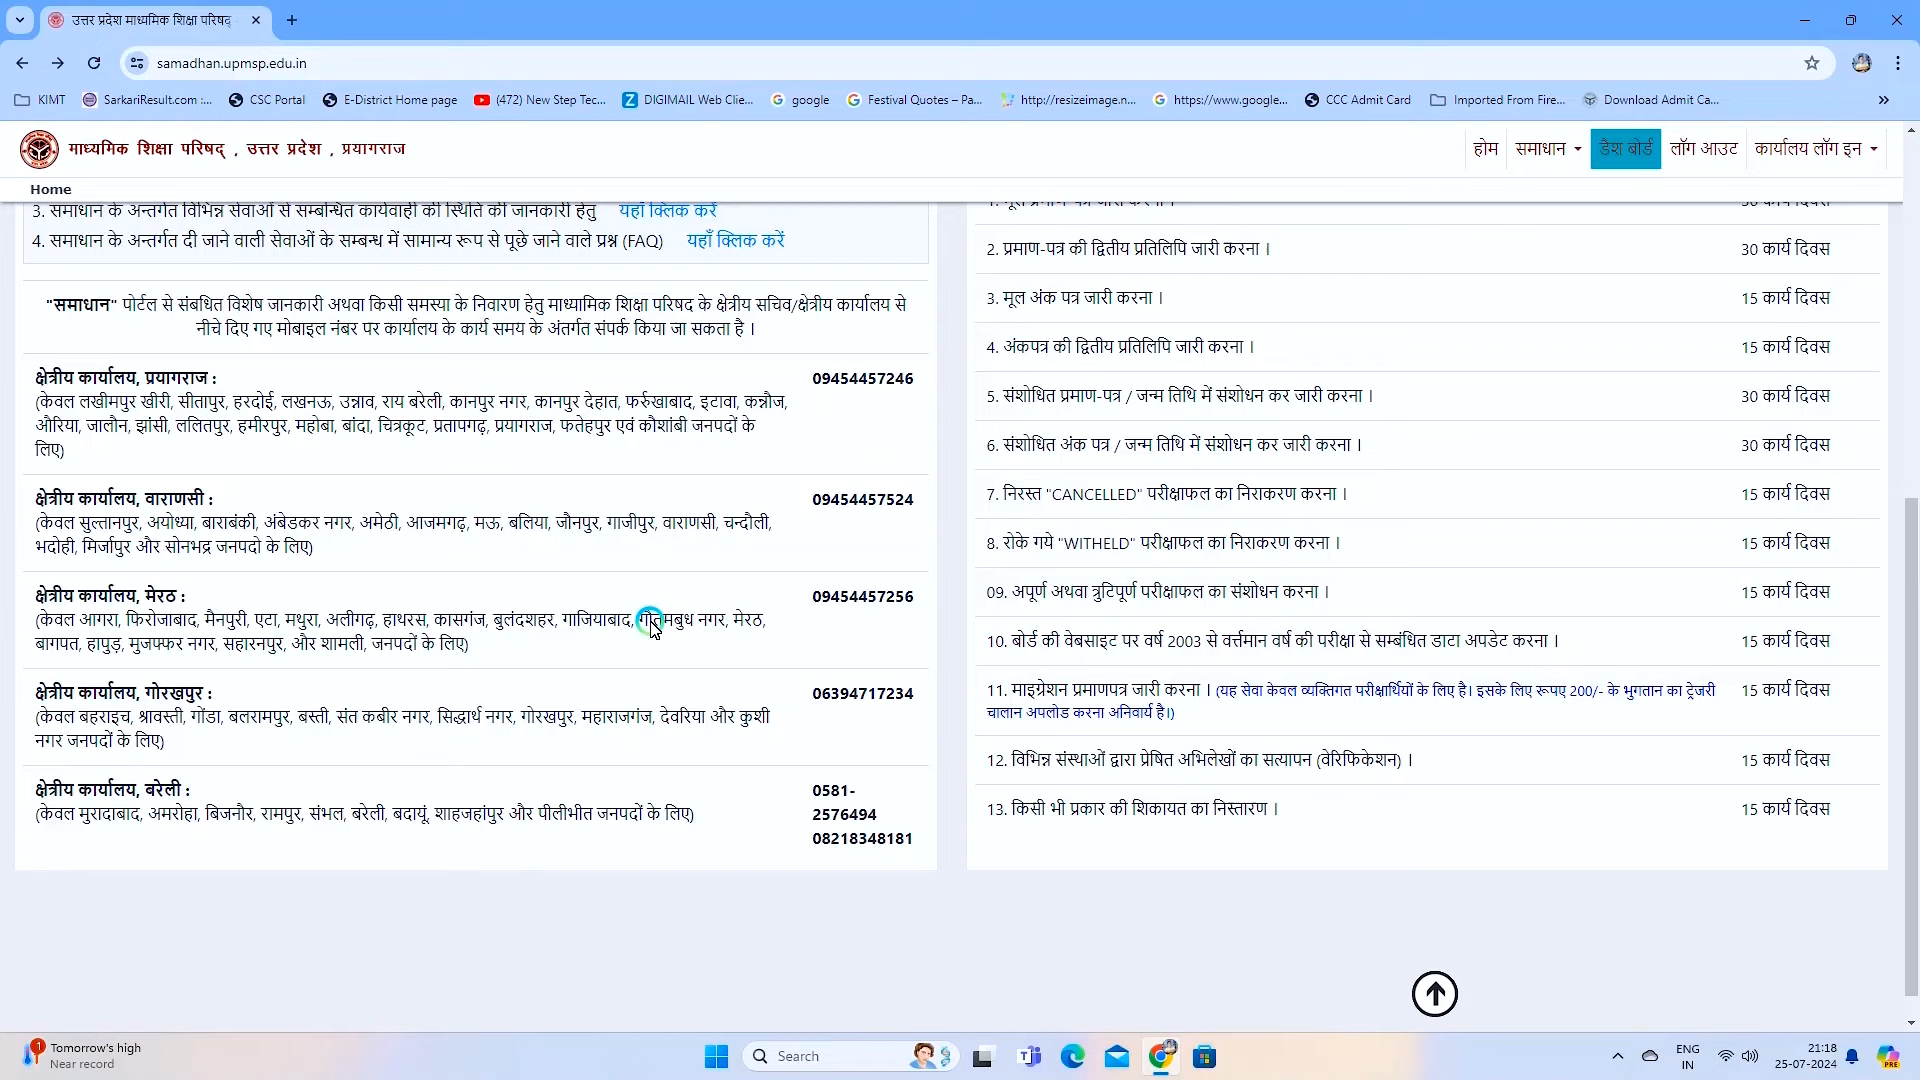 उत्तर प्रदेश माध्यमिक शिक्षा परिषद्
samadhan.upmsp.edu.in
KIMT
SarkariResult.com :...
CSC Portal
E-District Home page
(472) New Step Tec...
DIGIMAIL Web Clie...
google
Festival Quotes – Pa...
http://resizeimage.n...
https://www.google...
CCC Admit Card
Imported From Fire...
Download Admit Ca...
माध्यमिक शिक्षा परिषद् , उत्तर प्रदेश , प्रयागराज
होम
समाधान
डैश बोर्ड
लॉग आउट
कार्यालय लॉग इन
Home
3. समाधान के अन्तर्गत विभिन्न सेवाओं से सम्बन्धित कार्यवाही की स्थिति की जानकारी हेतु यहाँ क्लिक करें
4. समाधान के अन्तर्गत दी जाने वाली सेवाओं के सम्बन्ध में सामान्य रूप से पूछे जाने वाले प्रश्न (FAQ) यहाँ क्लिक करें
"समाधान" पोर्टल से संबधित विशेष जानकारी अथवा किसी समस्या के निवारण हेतु माध्यामिक शिक्षा परिषद के क्षेत्रीय सचिव/क्षेत्रीय कार्यालय से
नीचे दिए गए मोबाइल नंबर पर कार्यालय के कार्य समय के अंतर्गत संपर्क किया जा सकता है ।
क्षेत्रीय कार्यालय, प्रयागराज :
09454457246
(केवल लखीमपुर खीरी, सीतापुर, हरदोई, लखनऊ, उन्नाव, राय बरेली, कानपुर नगर, कानपुर देहात, फर्रुखाबाद, इटावा, कन्नौज,
औरिया, जालौन, झांसी, ललितपुर, हमीरपुर, महोबा, बांदा, चित्रकूट, प्रतापगढ़, प्रयागराज, फतेहपुर एवं कौशांबी जनपदों के
लिए)
क्षेत्रीय कार्यालय, वाराणसी :
09454457524
(केवल सुल्तानपुर, अयोध्या, बाराबंकी, अंबेडकर नगर, अमेठी, आजमगढ़, मऊ, बलिया, जौनपुर, गाजीपुर, वाराणसी, चन्दौली,
भदोही, मिर्जापुर और सोनभद्र जनपदो के लिए)
क्षेत्रीय कार्यालय, मेरठ :
09454457256
(केवल आगरा, फिरोजाबाद, मैनपुरी, एटा, मथुरा, अलीगढ़, हाथरस, कासगंज, बुलंदशहर, गाजियाबाद, गौतमबुध नगर, मेरठ,
बागपत, हापुड़, मुजफ्फर नगर, सहारनपुर, और शामली, जनपदों के लिए)
क्षेत्रीय कार्यालय, गोरखपुर :
06394717234
(केवल बहराइच, श्रावस्ती, गोंडा, बलरामपुर, बस्ती, संत कबीर नगर, सिद्धार्थ नगर, गोरखपुर, महाराजगंज, देवरिया और कुशी
नगर जनपदों के लिए)
क्षेत्रीय कार्यालय, बरेली :
0581-
2576494
08218348181
(केवल मुरादाबाद, अमरोहा, बिजनौर, रामपुर, संभल, बरेली, बदायूं, शाहजहांपुर और पीलीभीत जनपदों के लिए)
2. प्रमाण-पत्र की द्वितीय प्रतिलिपि जारी करना । 30 कार्य दिवस
3. मूल अंक पत्र जारी करना । 15 कार्य दिवस
4. अंकपत्र की द्वितीय प्रतिलिपि जारी करना । 15 कार्य दिवस
5. संशोधित प्रमाण-पत्र / जन्म तिथि में संशोधन कर जारी करना । 30 कार्य दिवस
6. संशोधित अंक पत्र / जन्म तिथि में संशोधन कर जारी करना । 30 कार्य दिवस
7. निरस्त "CANCELLED" परीक्षाफल का निराकरण करना । 15 कार्य दिवस
8. रोके गये "WITHELD" परीक्षाफल का निराकरण करना । 15 कार्य दिवस
09. अपूर्ण अथवा त्रुटिपूर्ण परीक्षाफल का संशोधन करना । 15 कार्य दिवस
10. बोर्ड की वेबसाइट पर वर्ष 2003 से वर्त्तमान वर्ष की परीक्षा से सम्बंधित डाटा अपडेट करना । 15 कार्य दिवस
11. माइग्रेशन प्रमाणपत्र जारी करना । (यह सेवा केवल व्यक्तिगत परीक्षार्थियों के लिए है। इसके लिए रूपए 200/- के भुगतान का ट्रेजरी 15 कार्य दिवस
चालान अपलोड करना अनिवार्य है।)
12. विभिन्न संस्थाओं द्वारा प्रेषित अभिलेखों का सत्यापन (वेरिफिकेशन) । 15 कार्य दिवस
13. किसी भी प्रकार की शिकायत का निस्तारण । 15 कार्य दिवस
1
Tomorrow's high
Near record
Search
ENG
IN
21:18
25-07-2024
PRE